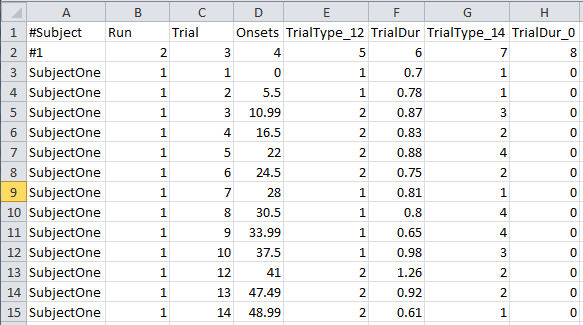 A B C D E F G H
1 #Subject Run Trial Onsets TrialType_12 TrialDur TrialType_14 TrialDur_0
2 #1 2 3 4 5 6 7 8
3 SubjectOne 1 1 0 1 0.7 1 0
4 SubjectOne 1 2 5.5 1 0.78 1 0
5 SubjectOne 1 3 10.99 2 0.87 3 0
6 SubjectOne 1 4 16.5 2 0.83 2 0
7 SubjectOne 1 5 22 2 0.88 4 0
8 SubjectOne 1 6 24.5 2 0.75 2 0
9 SubjectOne 1 7 28 1 0.81 1 0
10 SubjectOne 1 8 30.5 1 0.8 4 0
11 SubjectOne 1 9 33.99 1 0.65 4 0
12 SubjectOne 1 10 37.5 1 0.98 3 0
13 SubjectOne 1 12 41 2 1.26 2 0
14 SubjectOne 1 13 47.49 2 0.92 2 0
15 SubjectOne 1 14 48.99 2 0.61 1 0